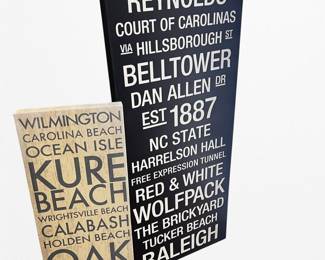 REYNOLDS
COURT OF CAROLINAS
VIA HILLSBOROUGH ST
BELLTOWER
DAN ALLEN DR
EST 1887
NC STATE
HARRELSON HALL
FREE EXPRESSION TUNNEL
RED & WHITE
WOLFPACK
THE BRICKYARD
TUCKER BEACH
RALEIGH
WILMINGTON
CAROLINA BEACH
OCEAN ISLE
KURE
BEACH
WRIGHTSVILLE BEACH
CALABASH
HOLDEN BEACH
OAK